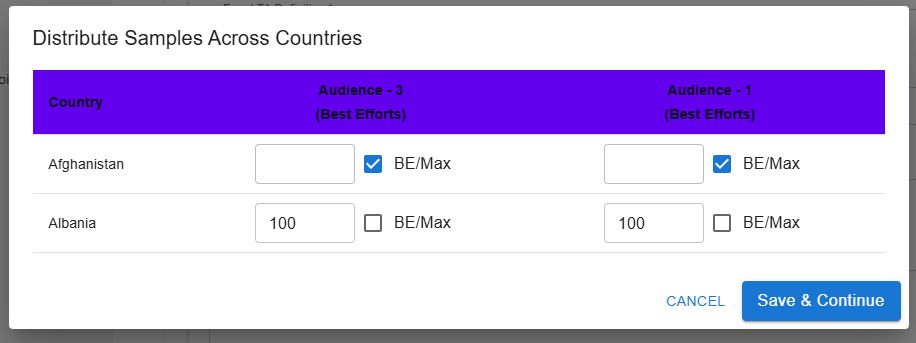 Distribute Samples Across Countries
Country
Audience - 3
(Best Efforts)
Audience - 1
(Best Efforts)
Afghanistan
BE/Max
BE/Max
Albania
100
BE/Max
100
BE/Max
CANCEL
Save & Continue